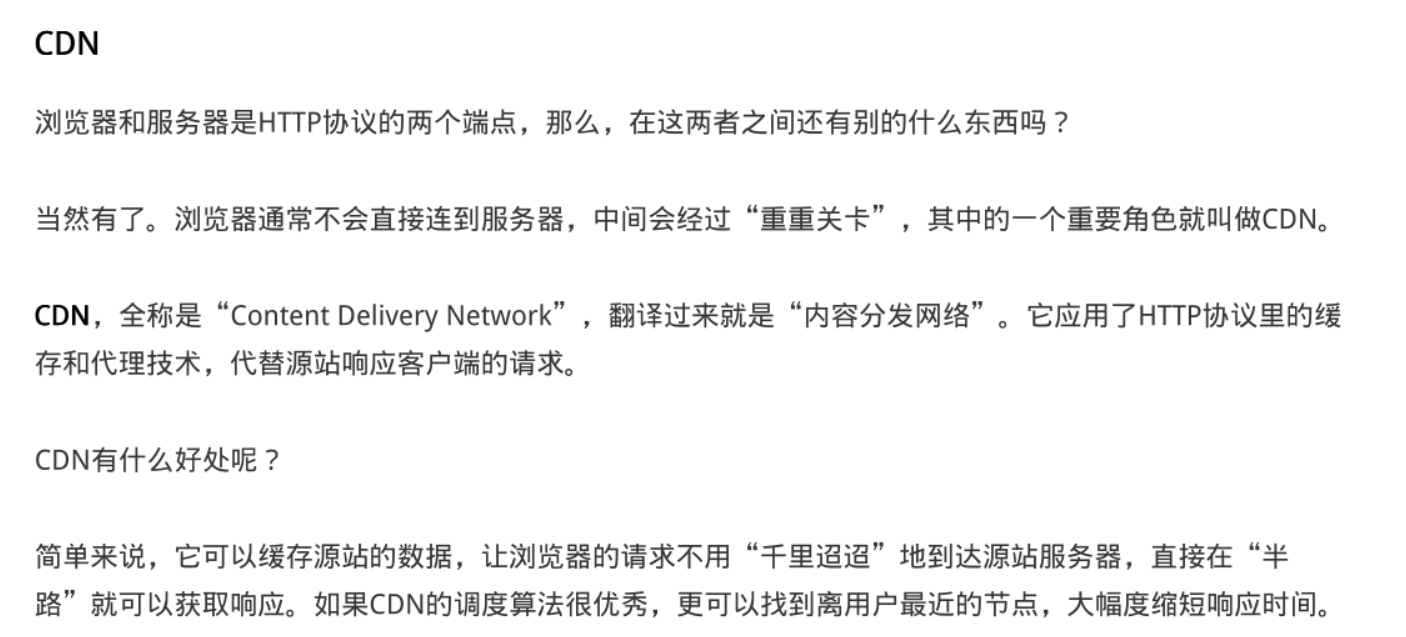 CDN
浏览器和服务器是HTTP协议的两个端点，那么，在这两者之间还有别的什么东西吗？
当然有了。浏览器通常不会直接连到服务器，中间会经过“重重关卡”，其中的一个重要角色就叫做CDN。
CDN，全称是“Content Delivery Network”，翻译过来就是“内容分发网络”。它应用了HTTP协议里的缓
存和代理技术，代替源站响应客户端的请求。
CDN有什么好处呢？
简单来说，它可以缓存源站的数据，让浏览器的请求不用“千里迢迢”地到达源站服务器，直接在“半
路”就可以获取响应。如果CDN的调度算法很优秀，更可以找到离用户最近的节点，大幅度缩短响应时间。